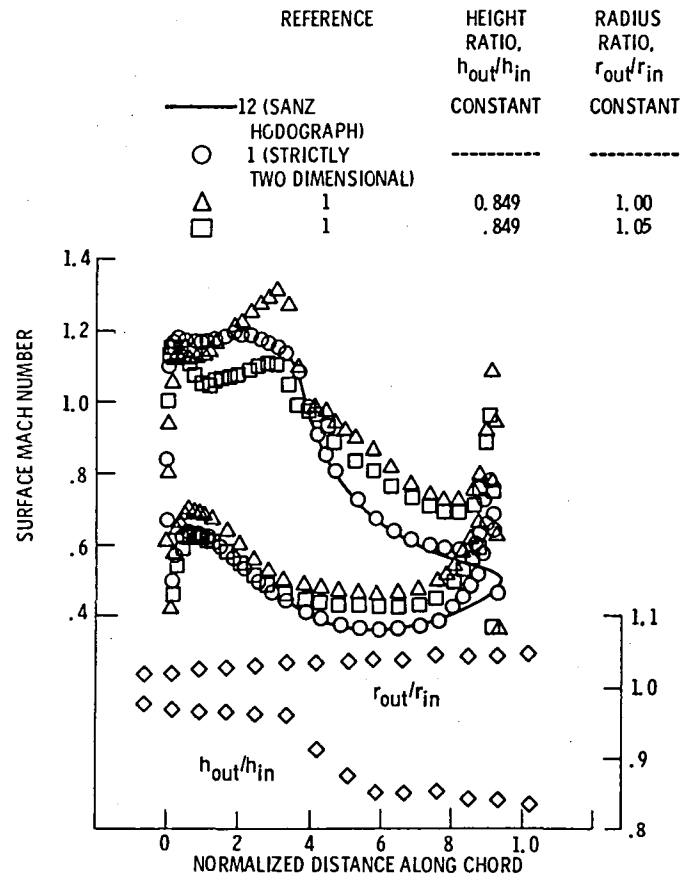 REFERENCE HEIGHT RADIUS
RATIO, RATIO,
h_out/h_in r_out/r_in
12 (SANZ CONSTANT CONSTANT
HODOGRAPH)
1 (STRICTLY
TWO DIMENSIONAL)
1 0.849 1.00
1 .849 1.05
1.4
1.2
1.0
.8
.6
.4
SURFACE MACH NUMBER
1.1
1.0
.9
.8
r_out/r_in
h_out/h_in
0 2 4 6 8 1.0
NORMALIZED DISTANCE ALONG CHORD